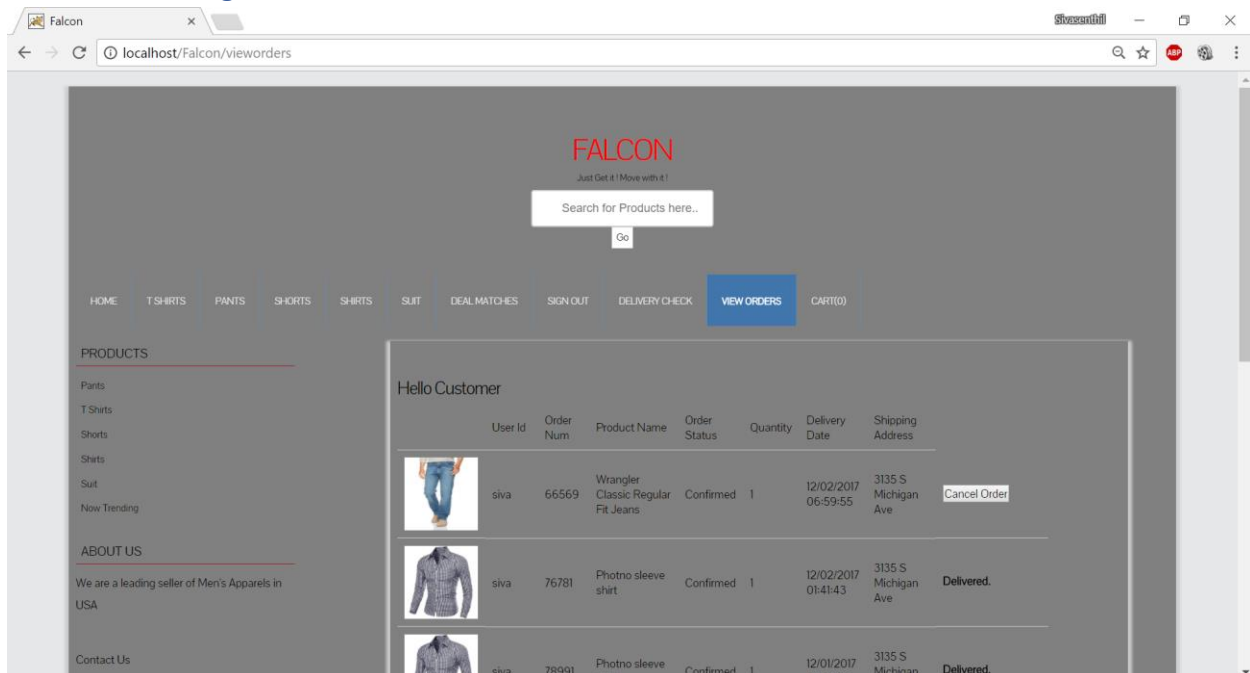 Falcon
Sivasenthil
localhost/Falcon/vieworders
ABP
FALCON
Just Get it ! Move with it !
Search for Products here..
Go
HOME T SHIRTS PANTS SHORTS SHIRTS SUIT DEAL MATCHES SIGN OUT DELIVERY CHECK VIEW ORDERS CART(0)
PRODUCTS
Pants
T Shirts
Shorts
Shirts
Suit
Now Trending
ABOUT US
We are a leading seller of Men's Apparels in
USA
Contact Us
Hello Customer
User Id Order Num Product Name Order Status Quantity Delivery Date Shipping Address
siva 66569 Wrangler Classic Regular Fit Jeans Confirmed 1 12/02/2017 06:59:55 3135 S Michigan Ave Cancel Order
siva 76781 Photno sleeve shirt Confirmed 1 12/02/2017 01:41:43 3135 S Michigan Ave Delivered.
siva 78991 Photno sleeve Confirmed 1 12/01/2017 3135 S Michigan Delivered.